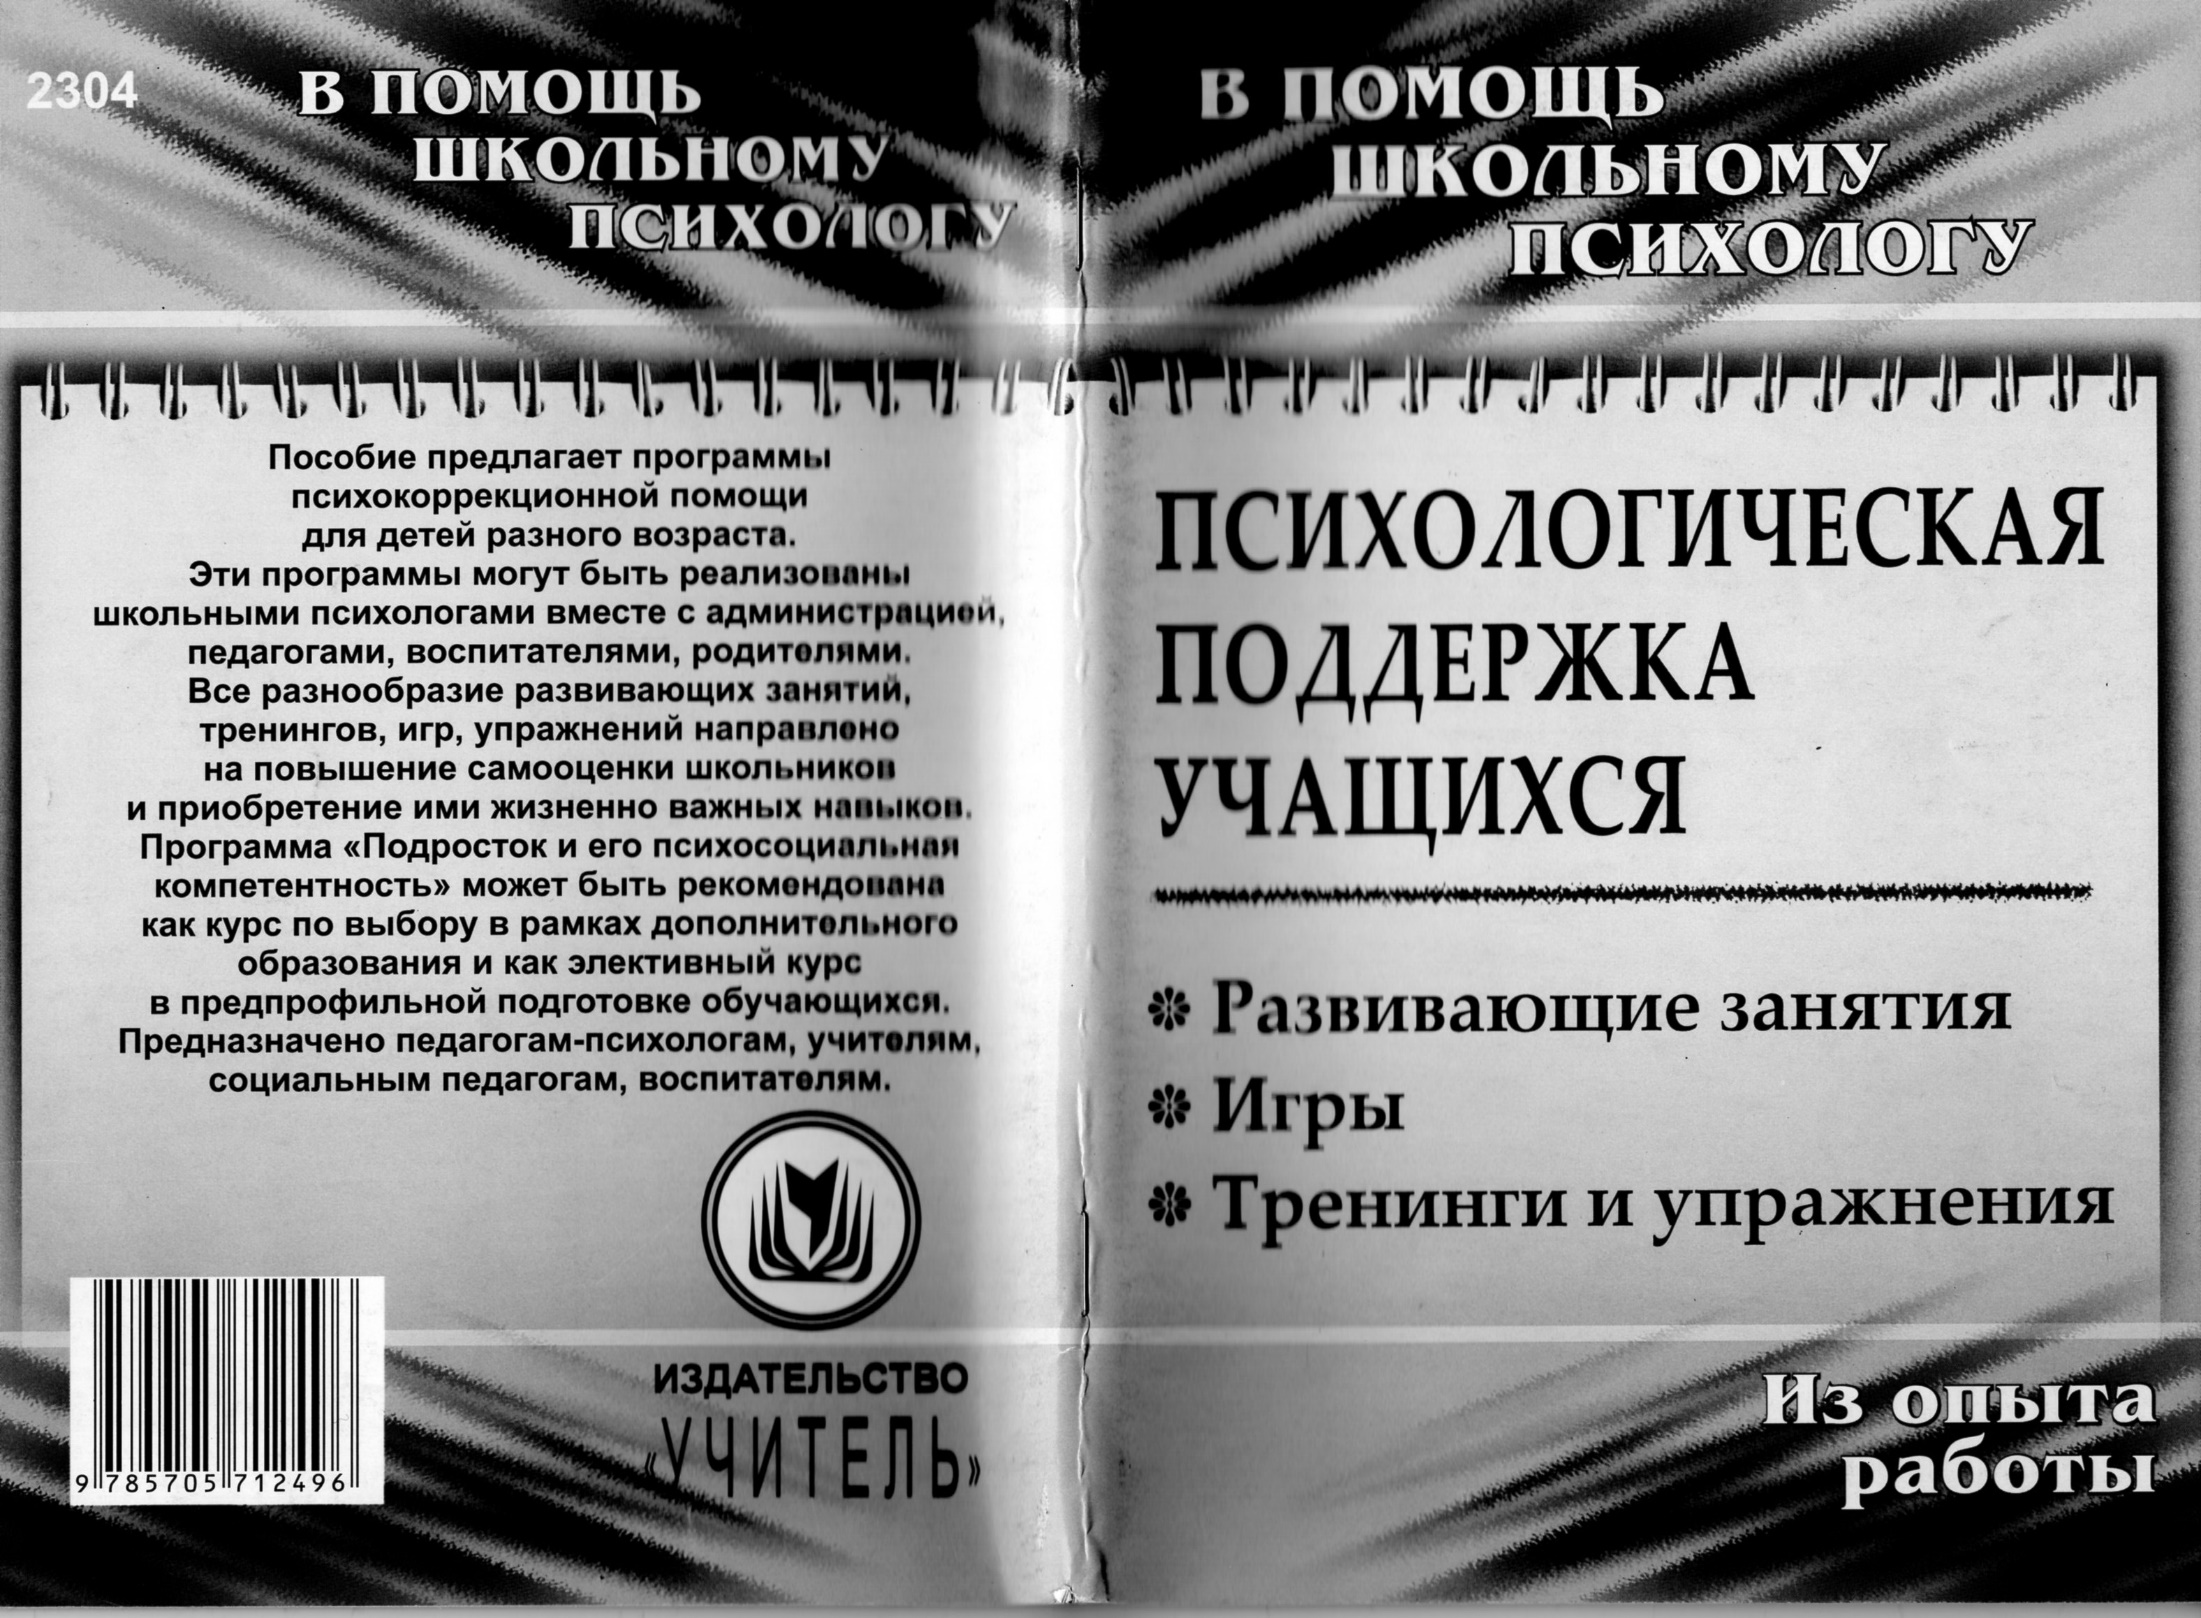 2304
В ПОМОЩЬ
ШКОЛЬНОМУ
ПСИХОЛОГУ
Пособие предлагает программы
психокоррекционной помощи
для детей разного возраста.
Эти программы могут быть реализованы
школьными психологами вместе с администрацией,
педагогами, воспитателями, родителями.
Все разнообразие развивающих занятий,
тренингов, игр, упражнений направлено
на повышение самооценки школьников
и приобретение ими жизненно важных навыков.
Программа «Подросток и его психосоциальная
компетентность» может быть рекомендована
как курс по выбору в рамках дополнительного
образования и как элективный курс
в предпрофильной подготовке обучающихся.
Предназначено педагогам-психологам, учителям,
социальным педагогам, воспитателям.
ИЗДАТЕЛЬСТВО
«УЧИТЕЛЬ»
9 785705 712496
В ПОМОЩЬ
ШКОЛЬНОМУ
ПСИХОЛОГУ
ПСИХОЛОГИЧЕСКАЯ
ПОДДЕРЖКА
УЧАЩИХСЯ
Развивающие занятия
Игры
Тренинги и упражнения
Из опыта
работы